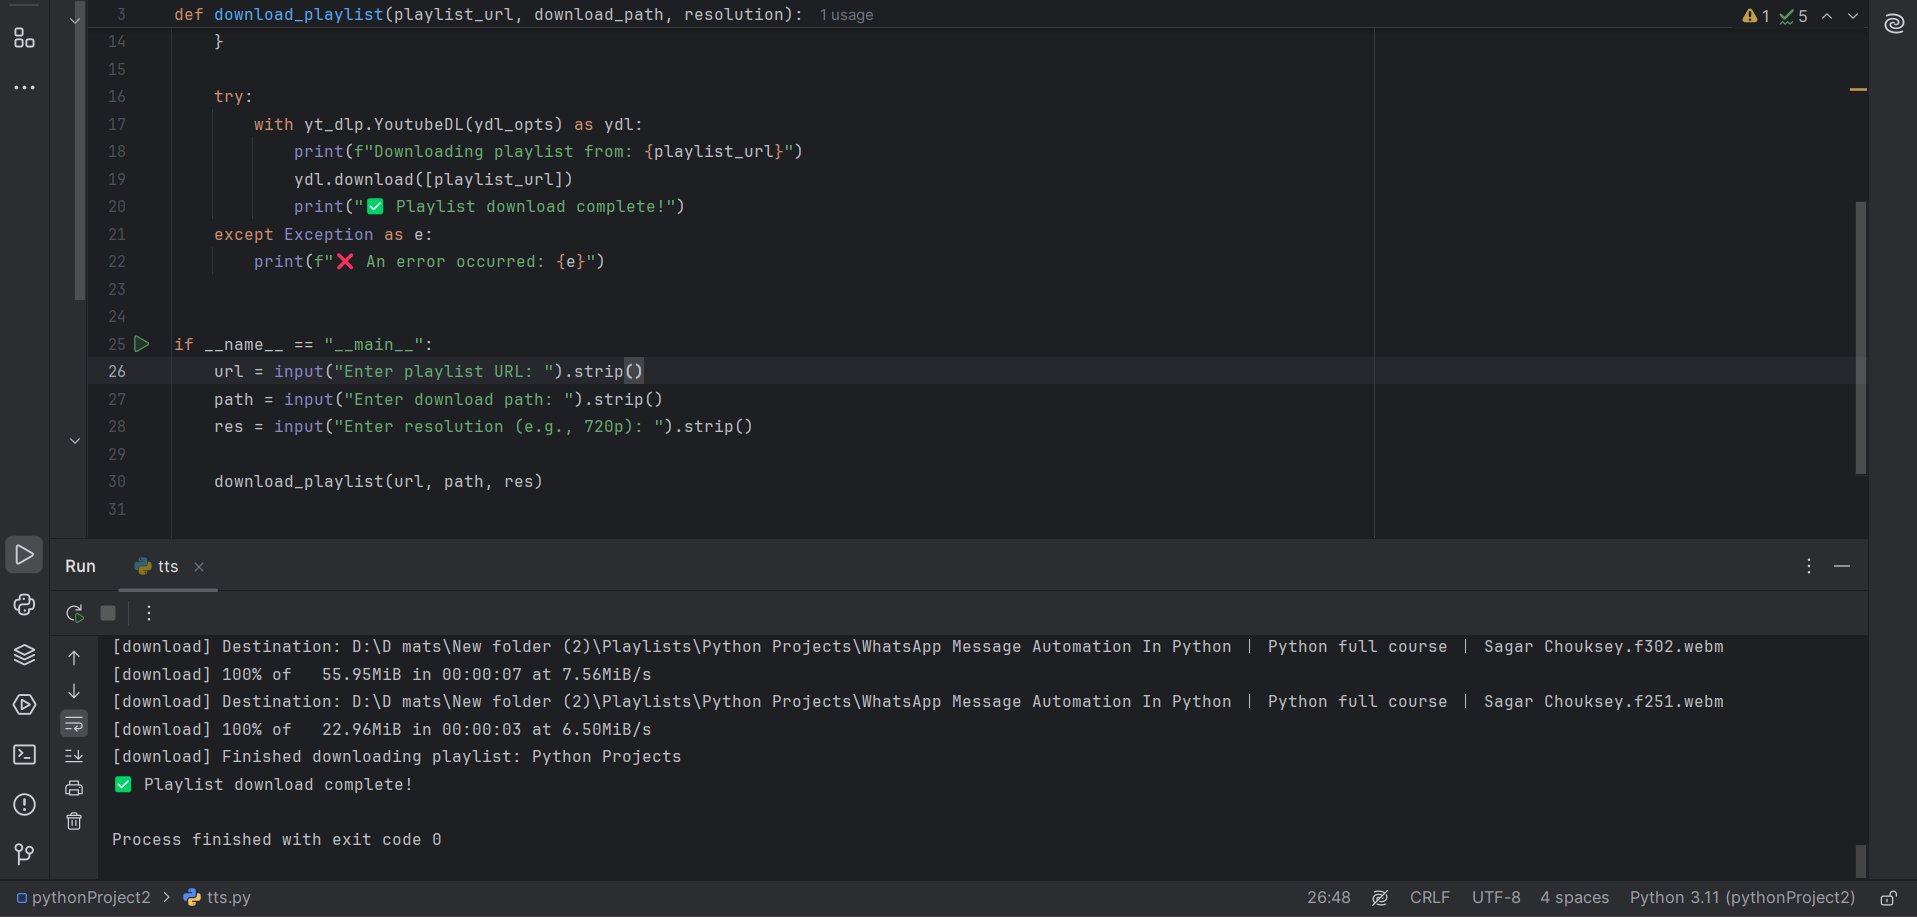 3 def download_playlist(playlist_url, download_path, resolution): 1 usage
1 5
14 }
15
16 try:
17 with yt_dlp.YoutubeDL(ydl_opts) as ydl:
18 print(f"Downloading playlist from: {playlist_url}")
19 ydl.download([playlist_url])
20 print("✅ Playlist download complete!")
21 except Exception as e:
22 print(f"❌ An error occurred: {e}")
23
24
25 if __name__ == "__main__":
26 url = input("Enter playlist URL: ").strip()
27 path = input("Enter download path: ").strip()
28 res = input("Enter resolution (e.g., 720p): ").strip()
29
30 download_playlist(url, path, res)
31
Run tts
[download] Destination: D:\D mats\New folder (2)\Playlists\Python Projects\WhatsApp Message Automation In Python | Python full course | Sagar Chouksey.f302.webm
[download] 100% of 55.95MiB in 00:00:07 at 7.56MiB/s
[download] Destination: D:\D mats\New folder (2)\Playlists\Python Projects\WhatsApp Message Automation In Python | Python full course | Sagar Chouksey.f251.webm
[download] 100% of 22.96MiB in 00:00:03 at 6.50MiB/s
[download] Finished downloading playlist: Python Projects
✅ Playlist download complete!
Process finished with exit code 0
pythonProject2 > tts.py 26:48 CRLF UTF-8 4 spaces Python 3.11 (pythonProject2)